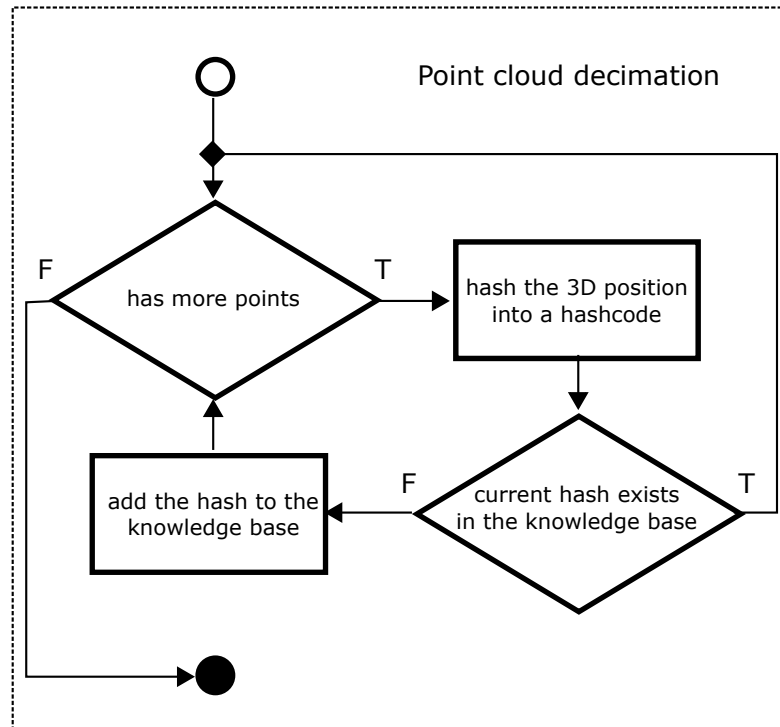 Point cloud decimation
F
T
has more points
hash the 3D position
into a hashcode
add the hash to the
knowledge base
F
current hash exists
in the knowledge base
T